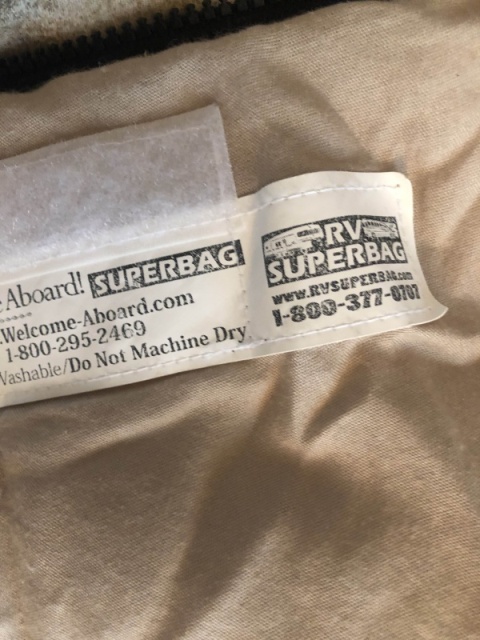 Aboard! SUPERBAG
.Welcome-Aboard.com
1-800-295-2469
Washable/Do Not Machine Dry
RV
SUPERBAG
www.RVSUPERBAG.com
1-800-377-0701